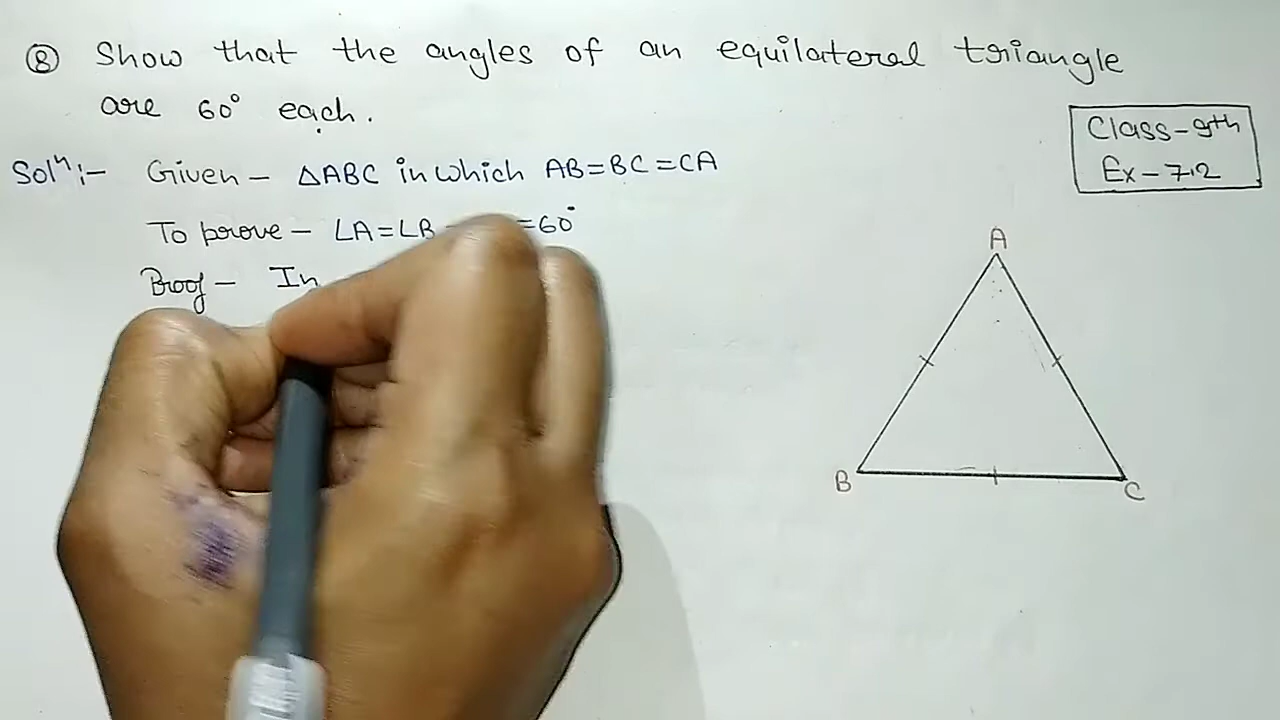 ⑧ Show that the angles of an equilateral triangle
are 60° each.
Class-9th
Ex-7.2
Solⁿ:- Given - △ABC in which AB=BC=CA
To prove - ∠A=∠B =60°
Proof - In
A
B
C